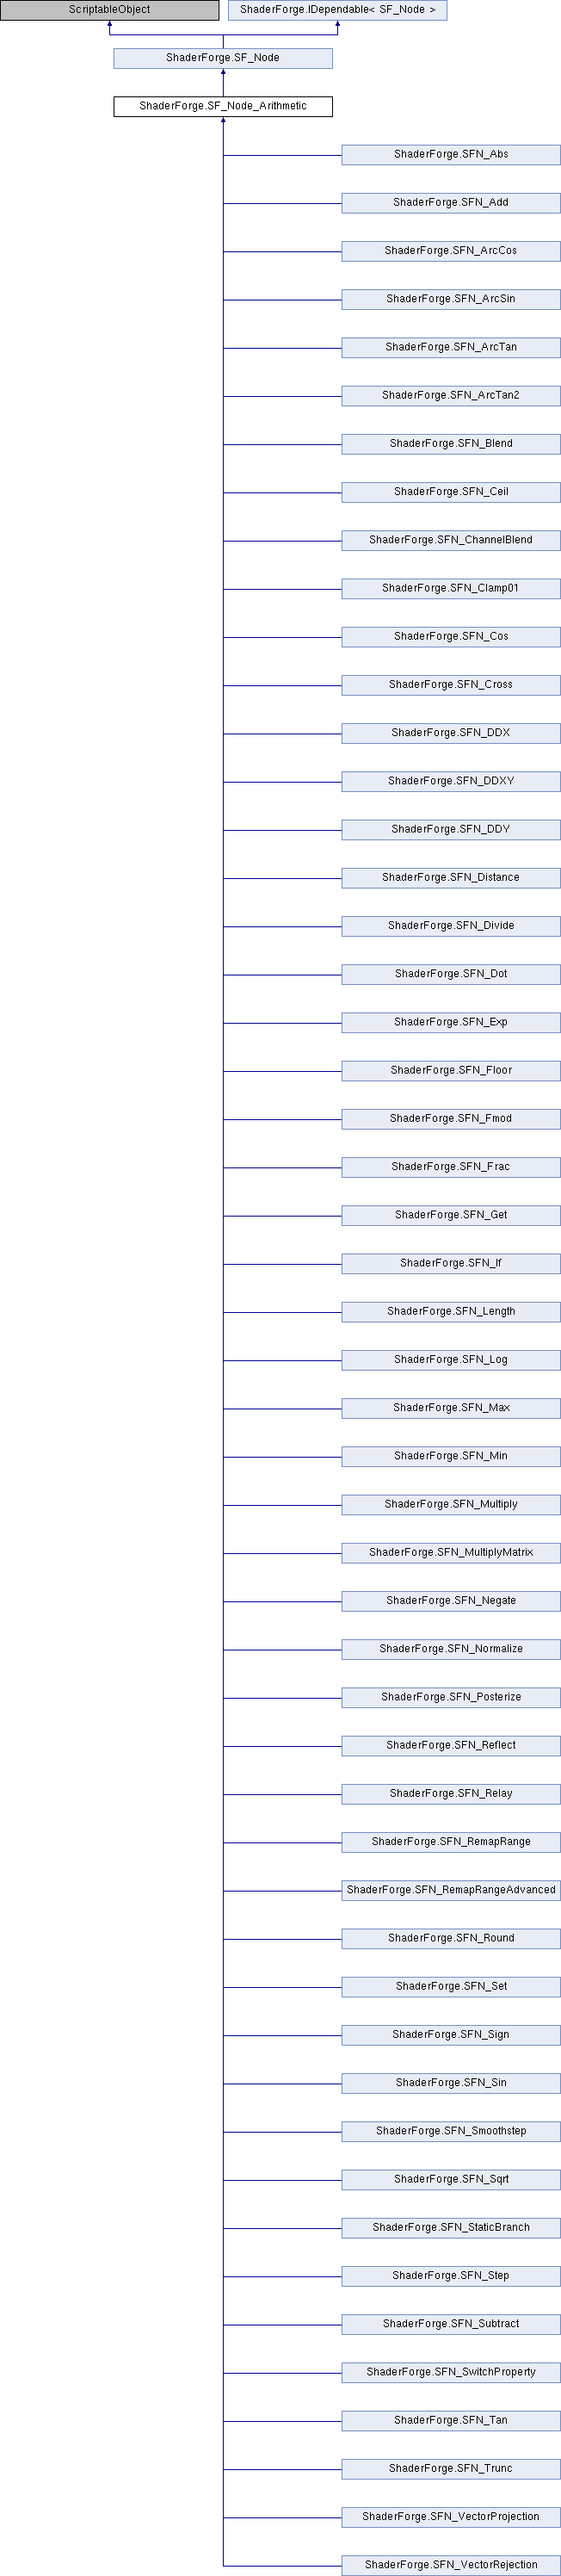 ScriptableObject
ShaderForge.IDependable< SF_Node >
ShaderForge.SF_Node
ShaderForge.SF_Node_Arithmetic
ShaderForge.SFN_Abs
ShaderForge.SFN_Add
ShaderForge.SFN_ArcCos
ShaderForge.SFN_ArcSin
ShaderForge.SFN_ArcTan
ShaderForge.SFN_ArcTan2
ShaderForge.SFN_Blend
ShaderForge.SFN_Ceil
ShaderForge.SFN_ChannelBlend
ShaderForge.SFN_Clamp01
ShaderForge.SFN_Cos
ShaderForge.SFN_Cross
ShaderForge.SFN_DDX
ShaderForge.SFN_DDXY
ShaderForge.SFN_DDY
ShaderForge.SFN_Distance
ShaderForge.SFN_Divide
ShaderForge.SFN_Dot
ShaderForge.SFN_Exp
ShaderForge.SFN_Floor
ShaderForge.SFN_Fmod
ShaderForge.SFN_Frac
ShaderForge.SFN_Get
ShaderForge.SFN_If
ShaderForge.SFN_Length
ShaderForge.SFN_Log
ShaderForge.SFN_Max
ShaderForge.SFN_Min
ShaderForge.SFN_Multiply
ShaderForge.SFN_MultiplyMatrix
ShaderForge.SFN_Negate
ShaderForge.SFN_Normalize
ShaderForge.SFN_Posterize
ShaderForge.SFN_Reflect
ShaderForge.SFN_Relay
ShaderForge.SFN_RemapRange
ShaderForge.SFN_RemapRangeAdvanced
ShaderForge.SFN_Round
ShaderForge.SFN_Set
ShaderForge.SFN_Sign
ShaderForge.SFN_Sin
ShaderForge.SFN_Smoothstep
ShaderForge.SFN_Sqrt
ShaderForge.SFN_StaticBranch
ShaderForge.SFN_Step
ShaderForge.SFN_Subtract
ShaderForge.SFN_SwitchProperty
ShaderForge.SFN_Tan
ShaderForge.SFN_Trunc
ShaderForge.SFN_VectorProjection
ShaderForge.SFN_VectorRejection